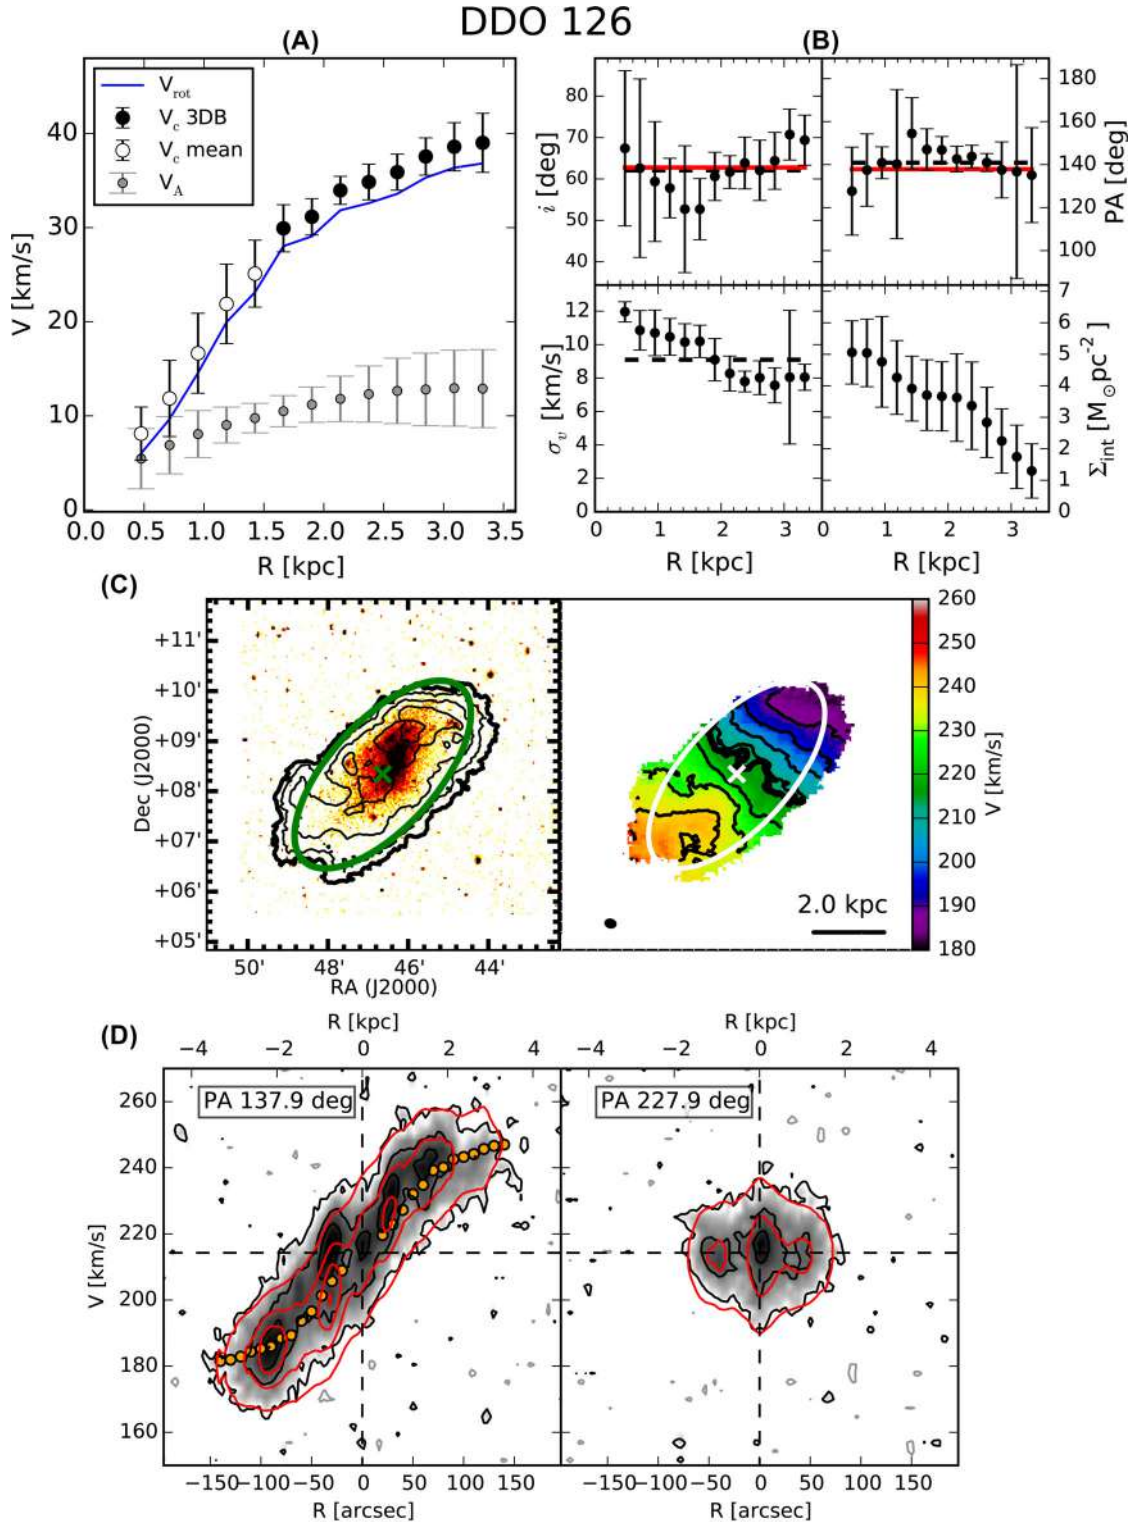 DDO 126
(A)
(B)
V_rot
V_c 3DB
V_c mean
V_A
V [km/s]
40
30
20
10
0
0.0 0.5 1.0 1.5 2.0 2.5 3.0 3.5
R [kpc]
i [deg]
80
70
60
50
40
PA [deg]
180
160
140
120
100
σ_v [km/s]
12
10
8
6
4
2
0
Σ_int [M_⊙pc⁻²]
7
6
5
4
3
2
1
0
0 1 2 3
R [kpc]
0 1 2 3
R [kpc]
(C)
Dec (J2000)
+11'
+10'
+09'
+08'
+07'
+06'
+05'
50' 48' 46' 44'
RA (J2000)
2.0 kpc
260
250
240
230
220
210
200
190
180
V [km/s]
(D)
R [kpc]
−4 −2 0 2 4
R [kpc]
−4 −2 0 2 4
PA 137.9 deg
PA 227.9 deg
V [km/s]
260
240
220
200
180
160
−150−100−50 0 50 100 150
R [arcsec]
−150−100−50 0 50 100 150
R [arcsec]